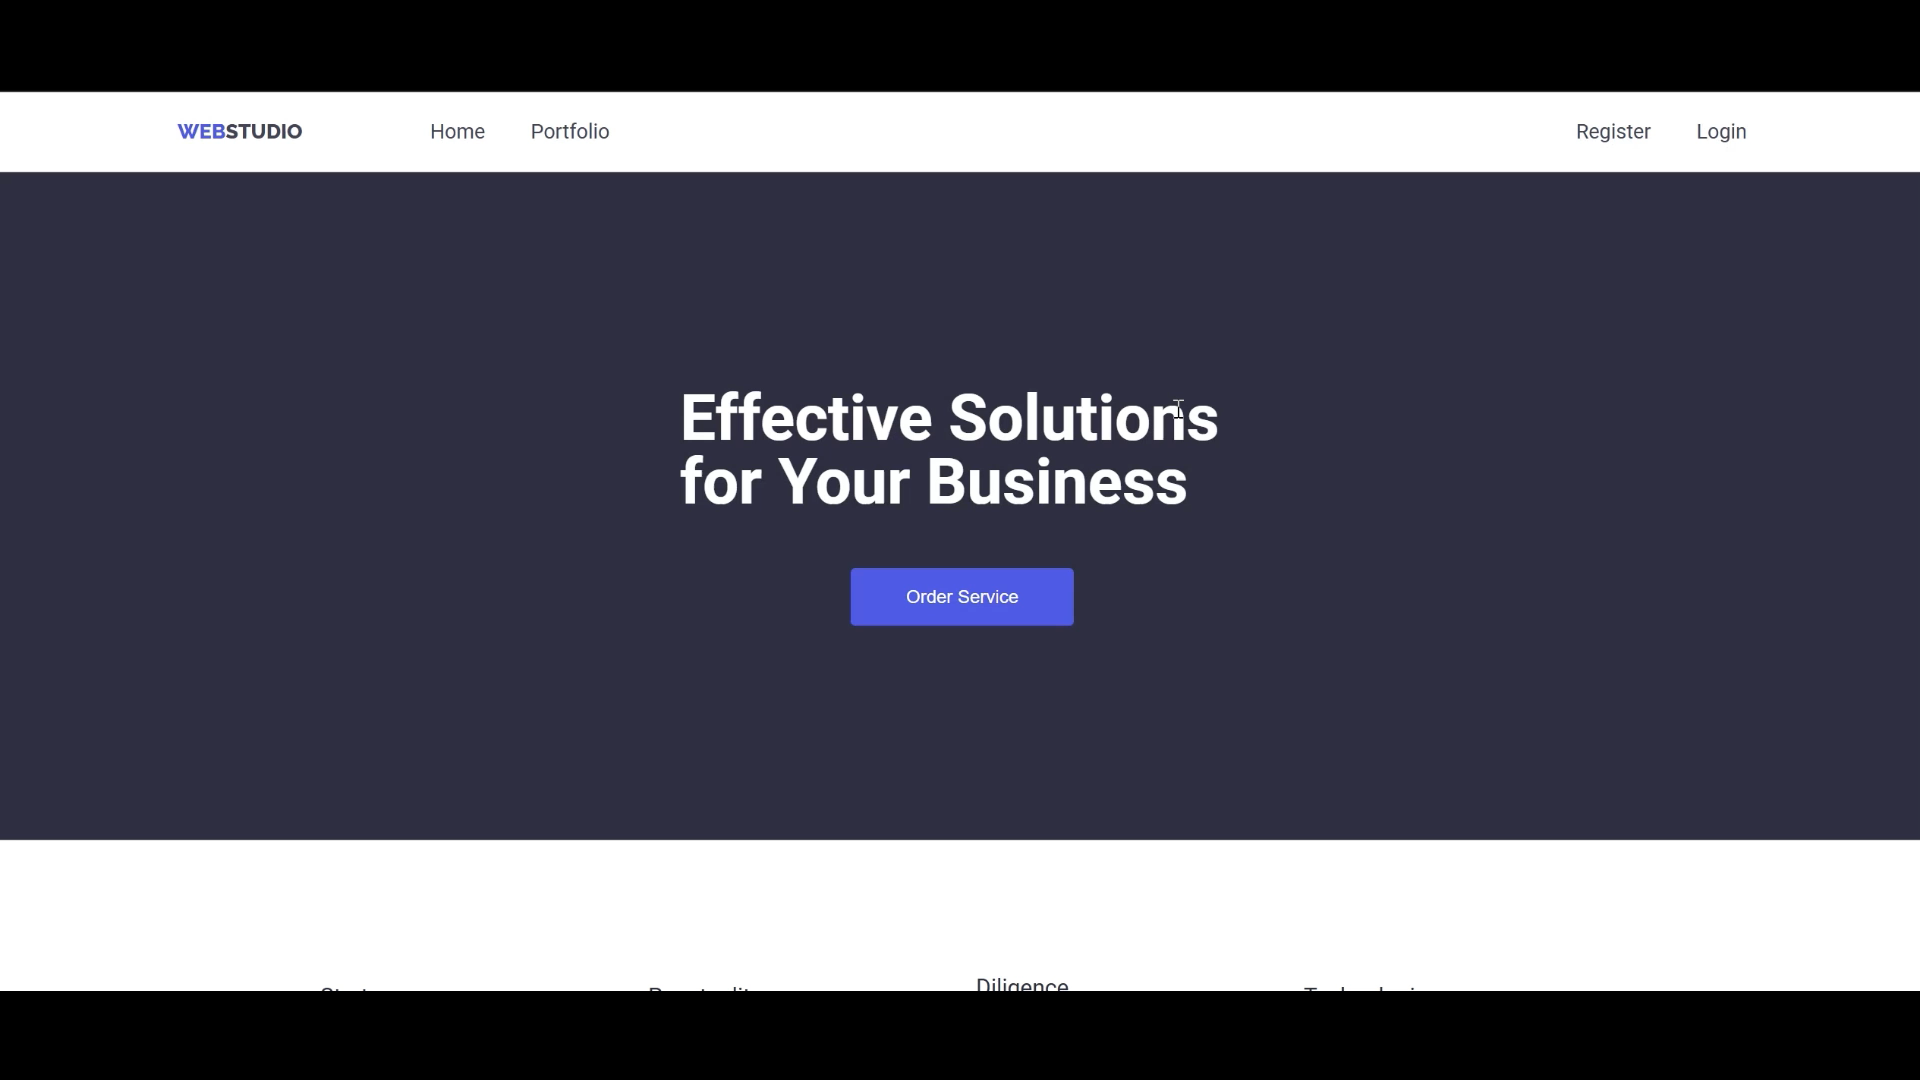 WEBSTUDIO
Home
Portfolio
Register
Login
Effective Solutions
for Your Business
Order Service
Diligence